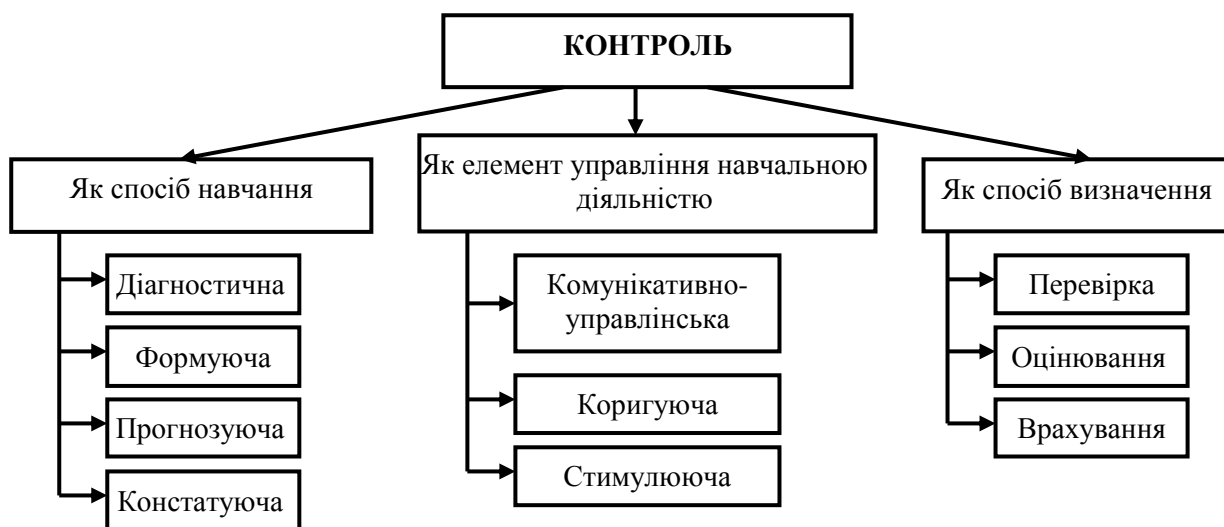 КОНТРОЛЬ
Як спосіб навчання
Діагностична
Формуюча
Прогнозуюча
Констатуюча
Як елемент управління навчальною
діяльністю
Комунікативно-
управлінська
Коригуюча
Стимулююча
Як спосіб визначення
Перевірка
Оцінювання
Врахування